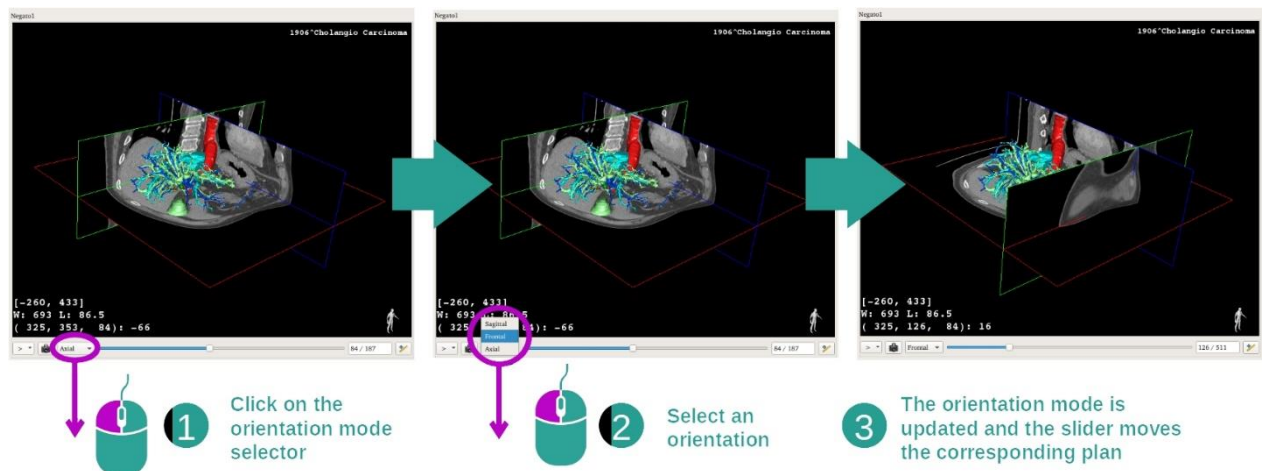 Negato1
1906^Cholangio Carcinoma
[-260, 433]
W: 693 L: 86.5
( 325, 353,  84): -66
> Axial 84 / 187
Negato1
1906^Cholangio Carcinoma
[-260, 433]
W: 693 L: 86.5
( 325, 84): -66
Sagittal
Frontal
Axial
> 84 / 187
Negato1
1906^Cholangio Carcinoma
[-260, 433]
W: 693 L: 86.5
( 325, 126,  84): 16
> Frontal 126 / 511
1
Click on the
orientation mode
selector
2
Select an
orientation
3
The orientation mode is
updated and the slider moves
the corresponding plan